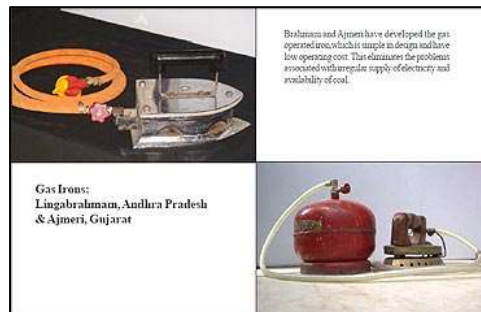 Brahmam and Ajmeri have developed the gas
operated iron, which is simple in design and have
low operating cost. This eliminates the problems
associated with irregular supply of electricity and
availability of coal.
Gas Irons:
Lingabrahmam, Andhra Pradesh
& Ajmeri, Gujarat